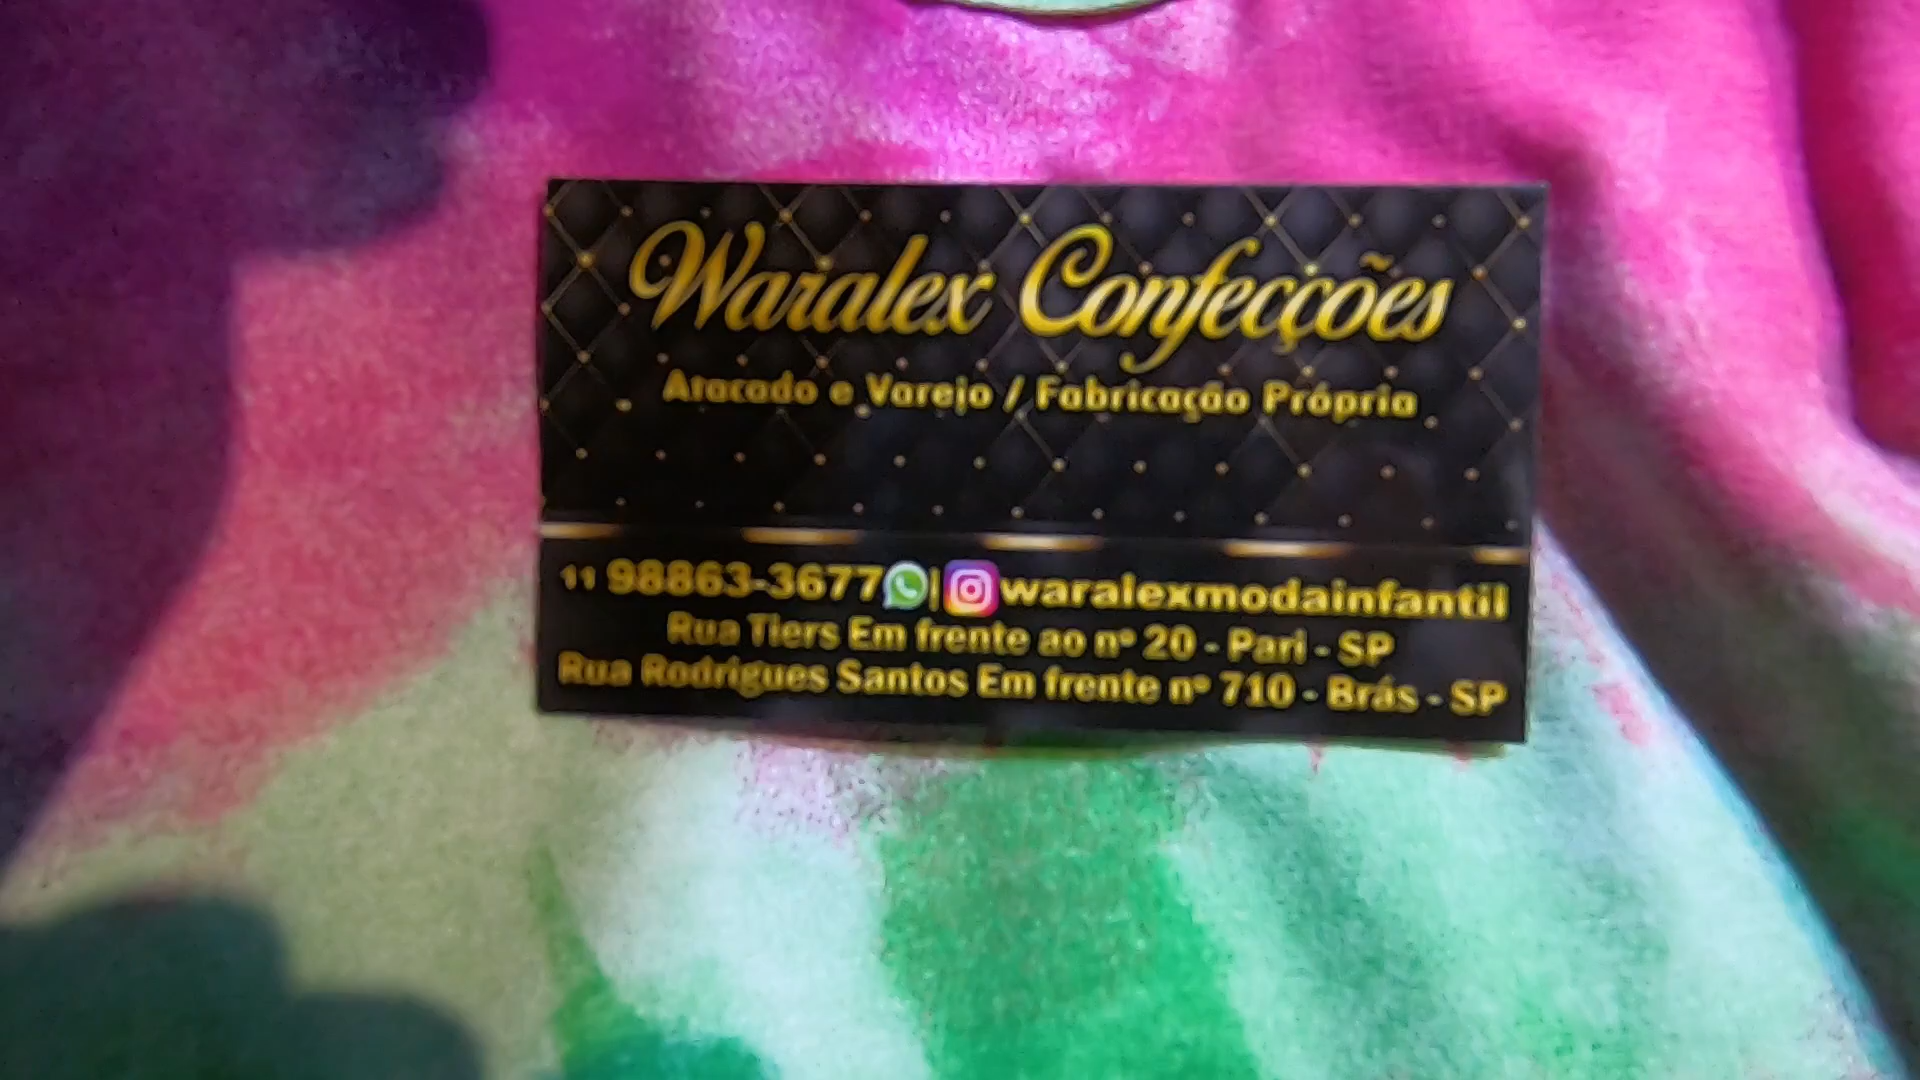 Waralex Confecções
Atacado e Varejo / Fabricação Própria
11 98863-3677 | waralexmodainfantil
Rua Tiers Em frente ao nº 20 - Pari - SP
Rua Rodrigues Santos Em frente nº 710 - Brás - SP